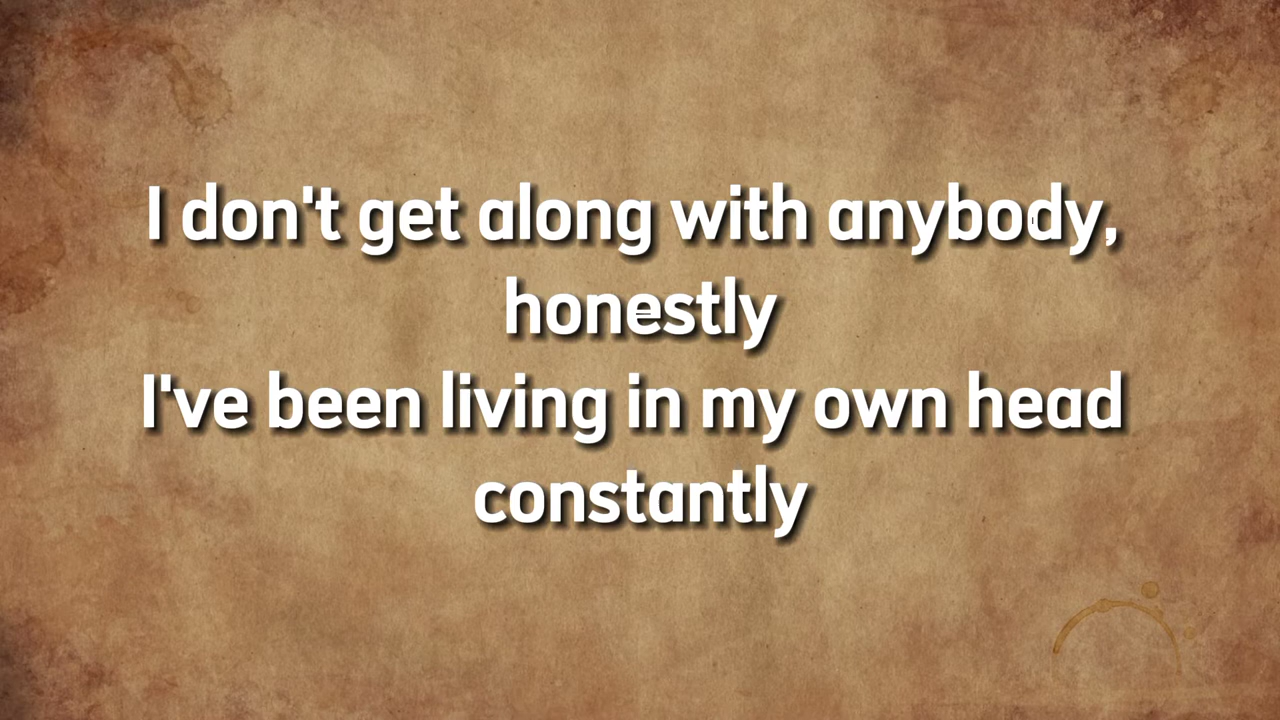 I don't get along with anybody,
honestly
I've been living in my own head
constantly